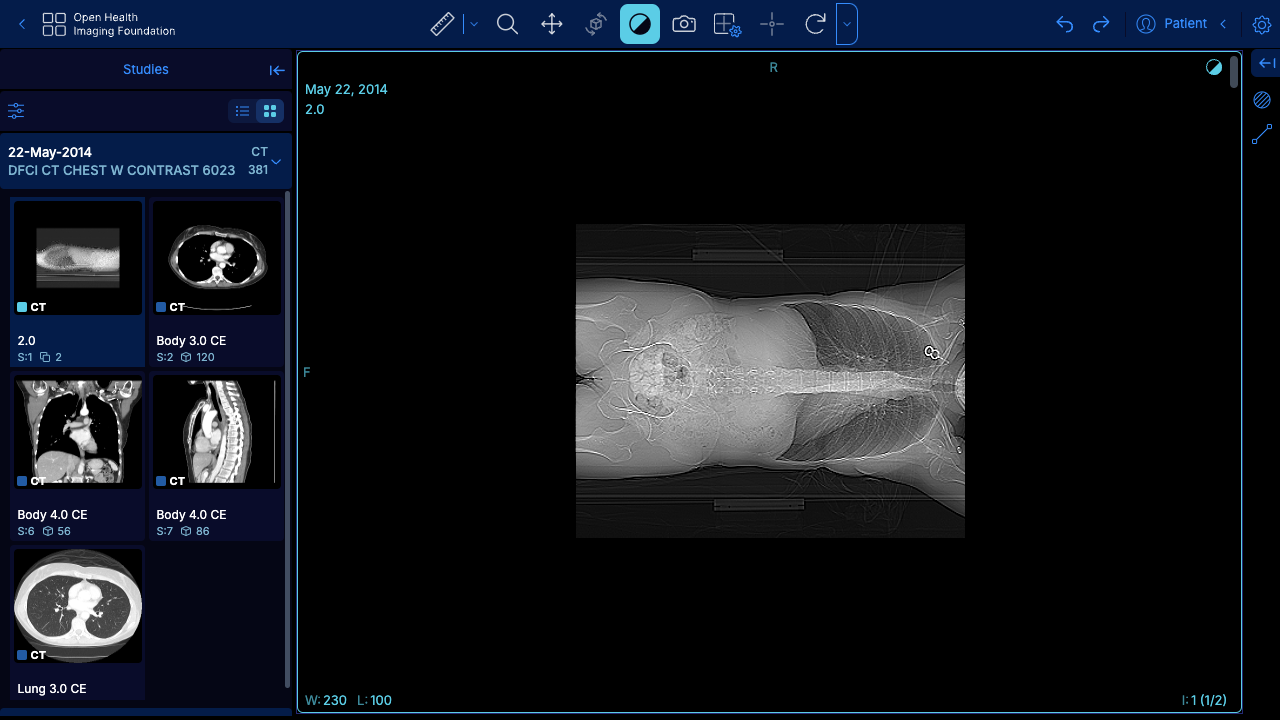 Open Health
Imaging Foundation
Patient
Studies
22-May-2014
CT
DFCI CT CHEST W CONTRAST 6023
381
CT
2.0
S:1
2
CT
Body 3.0 CE
S:2
120
CT
Body 4.0 CE
S:6
56
CT
Body 4.0 CE
S:7
86
CT
Lung 3.0 CE
R
May 22, 2014
2.0
F
W: 230 L: 100
I: 1 (1/2)